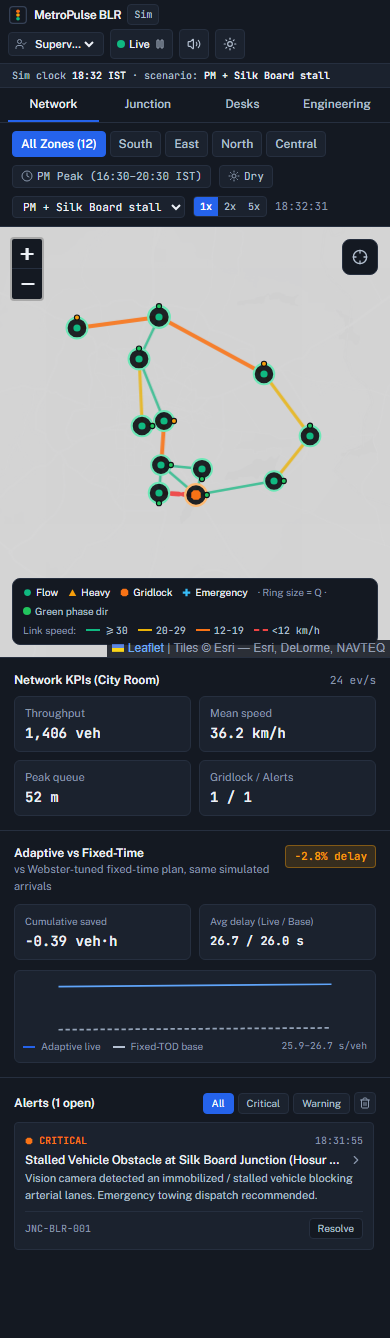 MetroPulse BLR Sim
Superv... Live
Sim clock 18:32 IST · scenario: PM + Silk Board stall
Network Junction Desks Engineering
All Zones (12) South East North Central
PM Peak (16:30–20:30 IST) Dry
PM + Silk Board stall 1x 2x 5x 18:32:31
+
−
Flow Heavy Gridlock Emergency · Ring size = Q ·
Green phase dir
Link speed: ≥30 20-29 12-19 <12 km/h
Leaflet | Tiles © Esri — Esri, DeLorme, NAVTEQ
Network KPIs (City Room) 24 ev/s
Throughput
1,406 veh
Mean speed
36.2 km/h
Peak queue
52 m
Gridlock / Alerts
1 / 1
Adaptive vs Fixed-Time -2.8% delay
vs Webster-tuned fixed-time plan, same simulated
arrivals
Cumulative saved
-0.39 veh·h
Avg delay (Live / Base)
26.7 / 26.0 s
Adaptive live Fixed-TOD base 25.9–26.7 s/veh
Alerts (1 open) All Critical Warning
CRITICAL 18:31:55
Stalled Vehicle Obstacle at Silk Board Junction (Hosur ...
Vision camera detected an immobilized / stalled vehicle blocking
arterial lanes. Emergency towing dispatch recommended.
JNC-BLR-001 Resolve